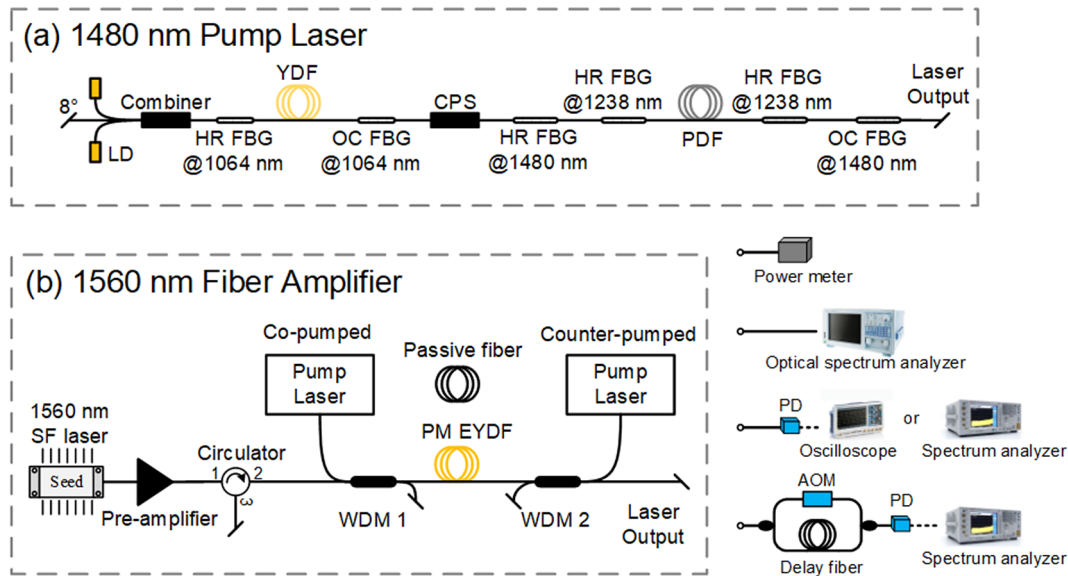 (a) 1480 nm Pump Laser
8°
Combiner
LD
HR FBG
@1064 nm
YDF
OC FBG
@1064 nm
CPS
HR FBG
@1480 nm
HR FBG
@1238 nm
PDF
HR FBG
@1238 nm
OC FBG
@1480 nm
Laser
Output
(b) 1560 nm Fiber Amplifier
1560 nm
SF laser
Seed
Pre-amplifier
Circulator
1
2
3
Co-pumped
Pump
Laser
WDM 1
Passive fiber
PM EYDF
Counter-pumped
Pump
Laser
WDM 2
Laser
Output
Power meter
Optical spectrum analyzer
PD
Oscilloscope
or
Spectrum analyzer
AOM
Delay fiber
PD
Spectrum analyzer